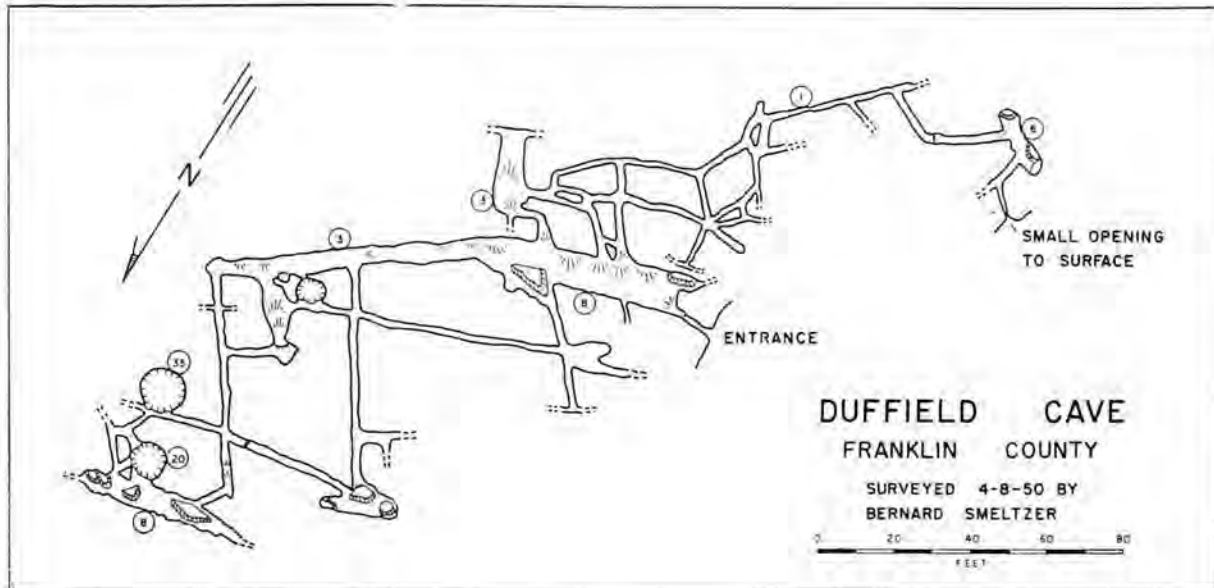 N
1
6
3
SMALL OPENING
TO SURFACE
3
8
ENTRANCE
33
20
8
DUFFIELD CAVE
FRANKLIN COUNTY
SURVEYED 4-8-50 BY
BERNARD SMELTZER
0 20 40 60 80
FEET